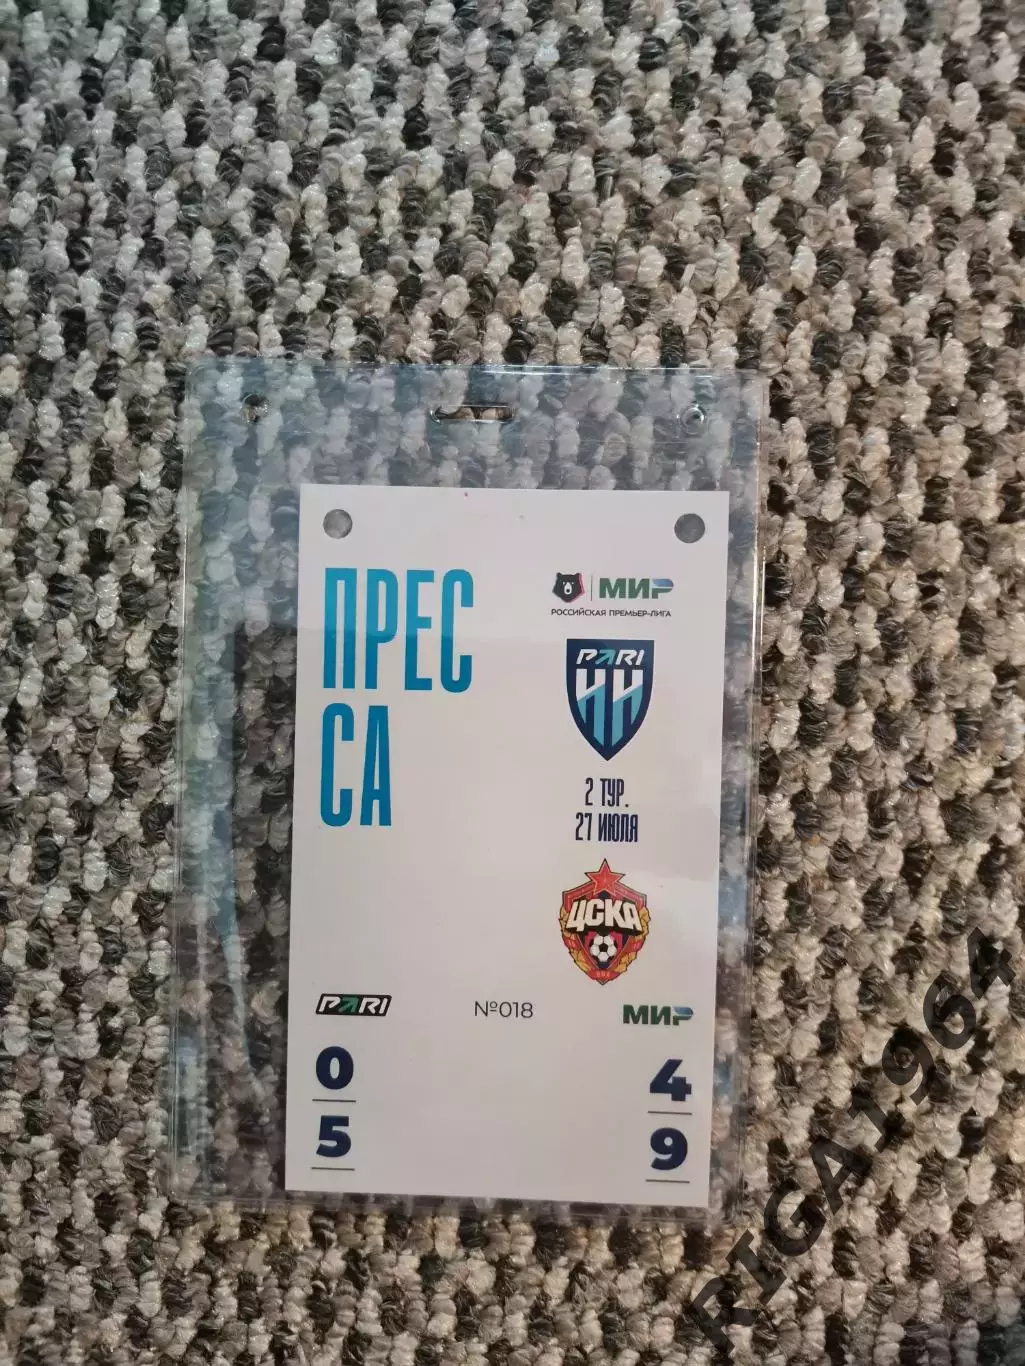 ПРЕС
СА
МИР
РОССИЙСКАЯ ПРЕМЬЕР-ЛИГА
PARI
НН
2 ТУР.
27 ИЮЛЯ
ЦСКА
PARI
№018
МИР
0
5
4
9
RIGA1964